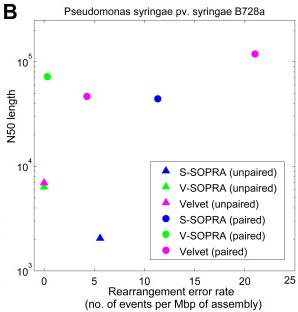 B
Pseudomonas syringae pv. syringae B728a
N50 length
10^5
10^4
10^3
S-SOPRA (unpaired)
V-SOPRA (unpaired)
Velvet (unpaired)
S-SOPRA (paired)
V-SOPRA (paired)
Velvet (paired)
0 5 10 15 20 25
Rearrangement error rate
(no. of events per Mbp of assembly)